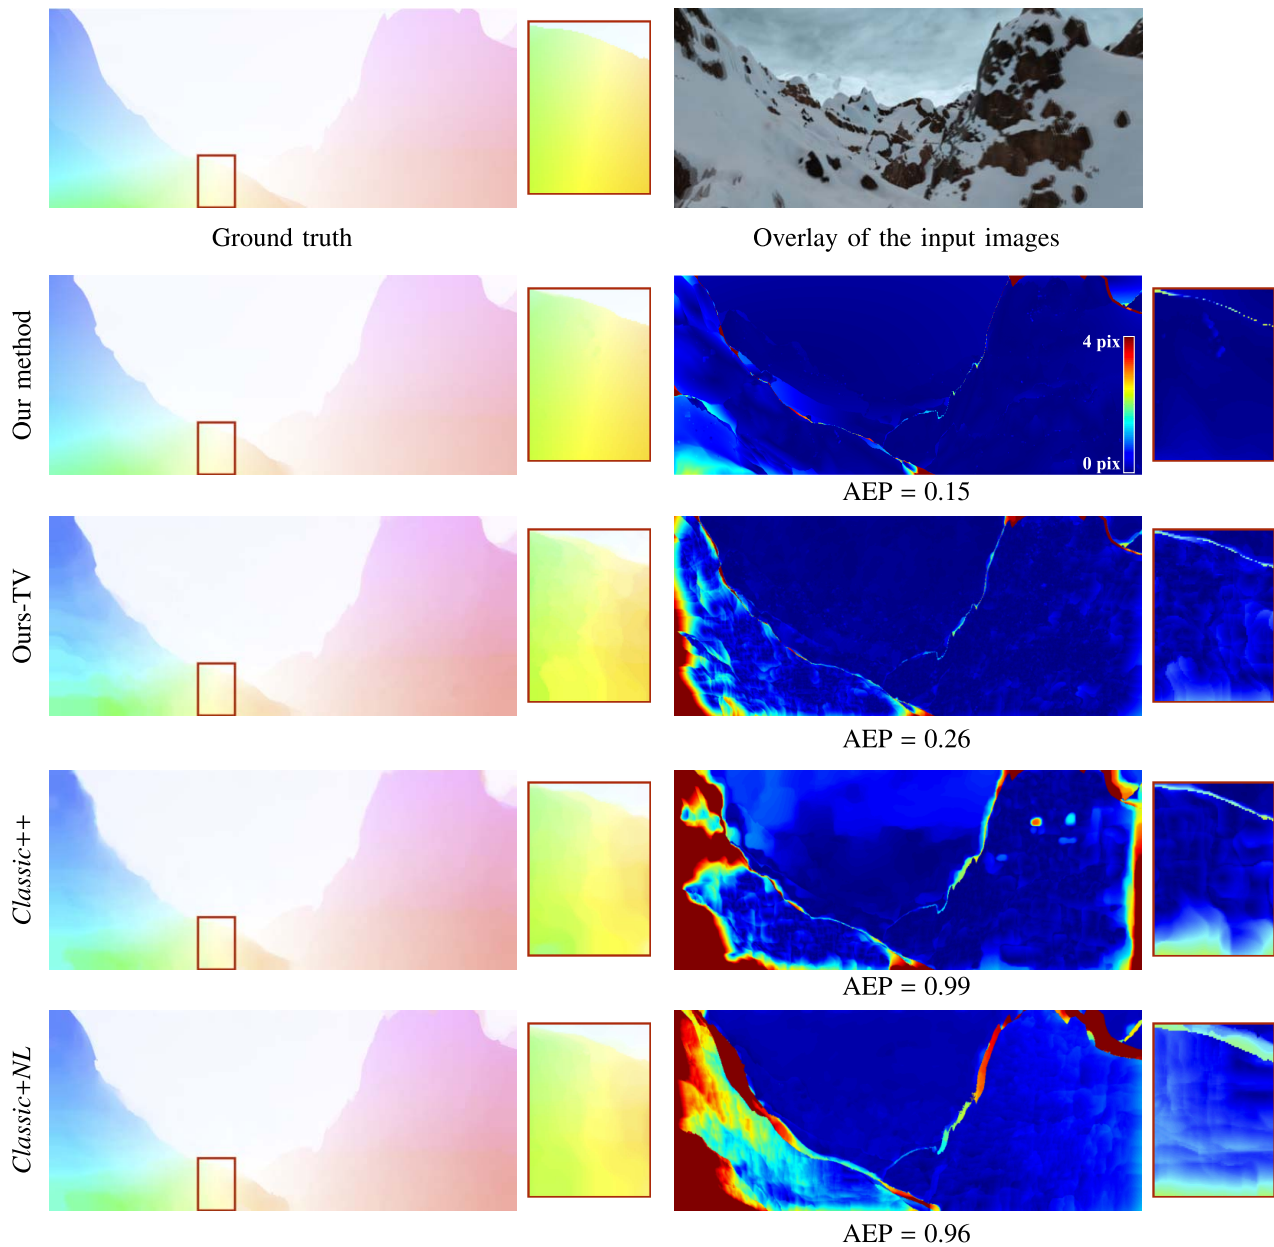 Ground truth
Overlay of the input images
Our method
4 pix
0 pix
AEP = 0.15
Ours-TV
AEP = 0.26
Classic++
AEP = 0.99
Classic+NL
AEP = 0.96